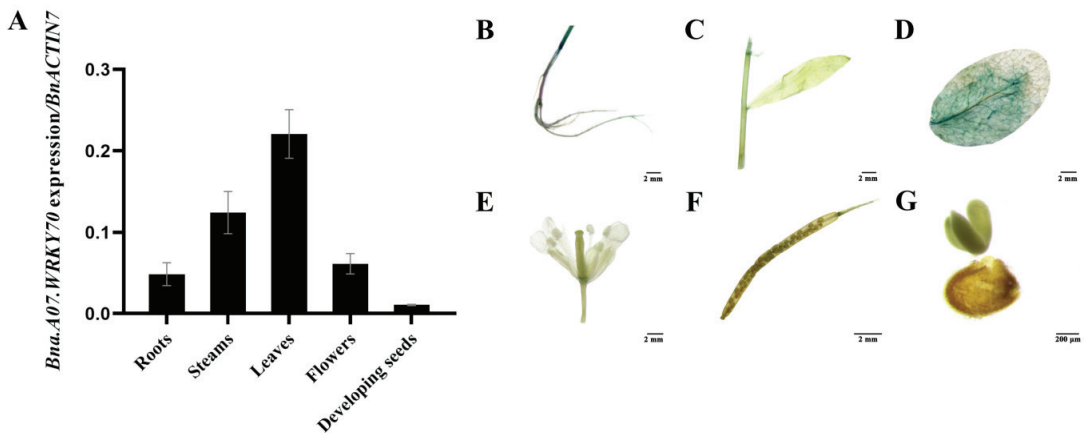 A
Bna.A07.WRKY70 expression/BnACTIN7
0.3
0.2
0.1
0.0
Roots
Steams
Leaves
Flowers
Developing seeds
B
2 mm
C
2 mm
D
2 mm
E
2 mm
F
2 mm
G
200 μm